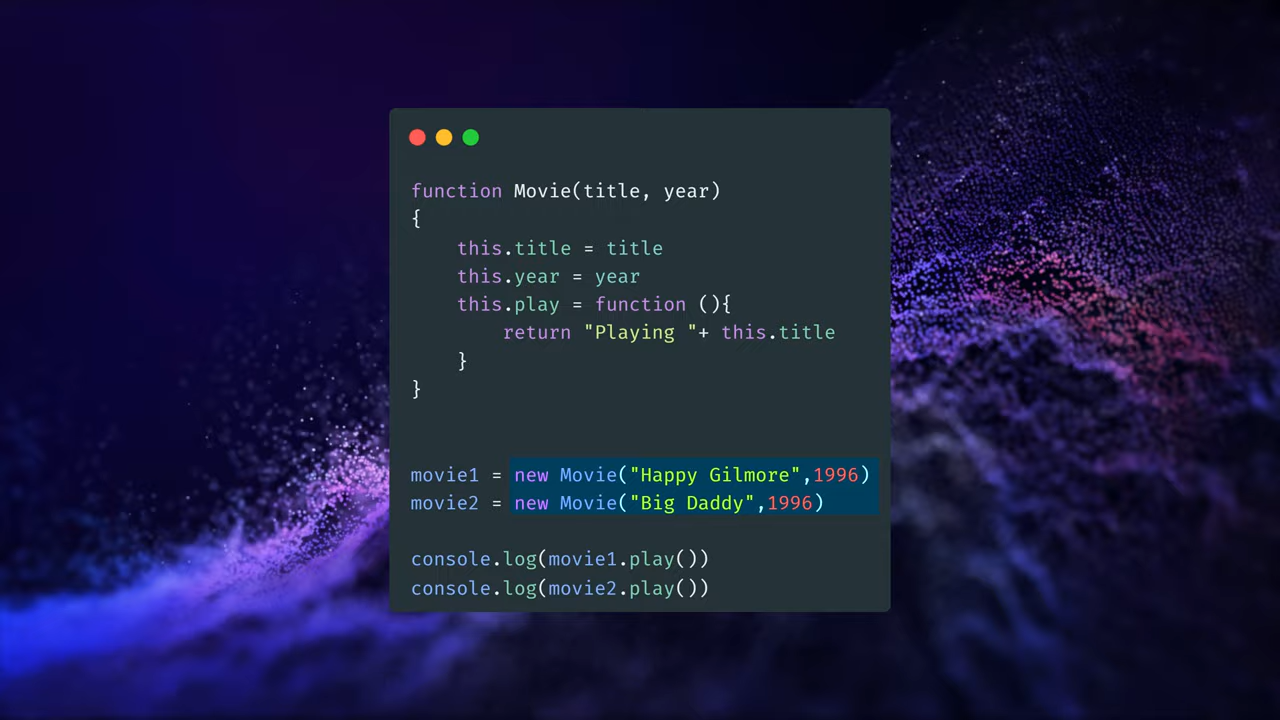 function Movie(title, year)
{
    this.title = title
    this.year = year
    this.play = function (){
        return "Playing "+ this.title
    }
}
movie1 = new Movie("Happy Gilmore",1996)
movie2 = new Movie("Big Daddy",1996)
console.log(movie1.play())
console.log(movie2.play())